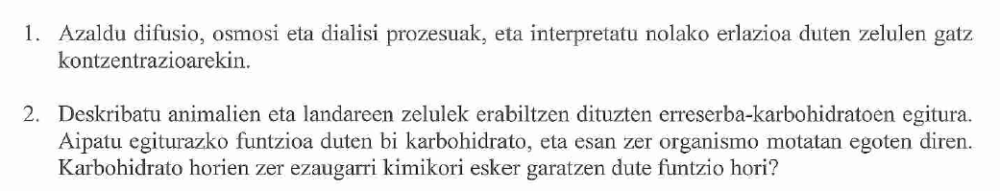 1. Azaldu difusio, osmosi eta dialisi prozesuak, eta interpretatu nolako erlazioa duten zelulen gatz
kontzentrazioarekin.
2. Deskribatu animalien eta landareen zelulek erabiltzen dituzten erreserba-karbohidratoen egitura.
Aipatu egiturazko funtzioa duten bi karbohidrato, eta esan zer organismo motatan egoten diren.
Karbohidrato horien zer ezaugarri kimikori esker garatzen dute funtzio hori?